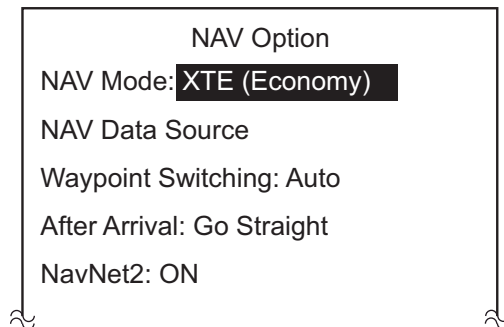 NAV Option
NAV Mode: XTE (Economy)
NAV Data Source
Waypoint Switching: Auto
After Arrival: Go Straight
NavNet2: ON